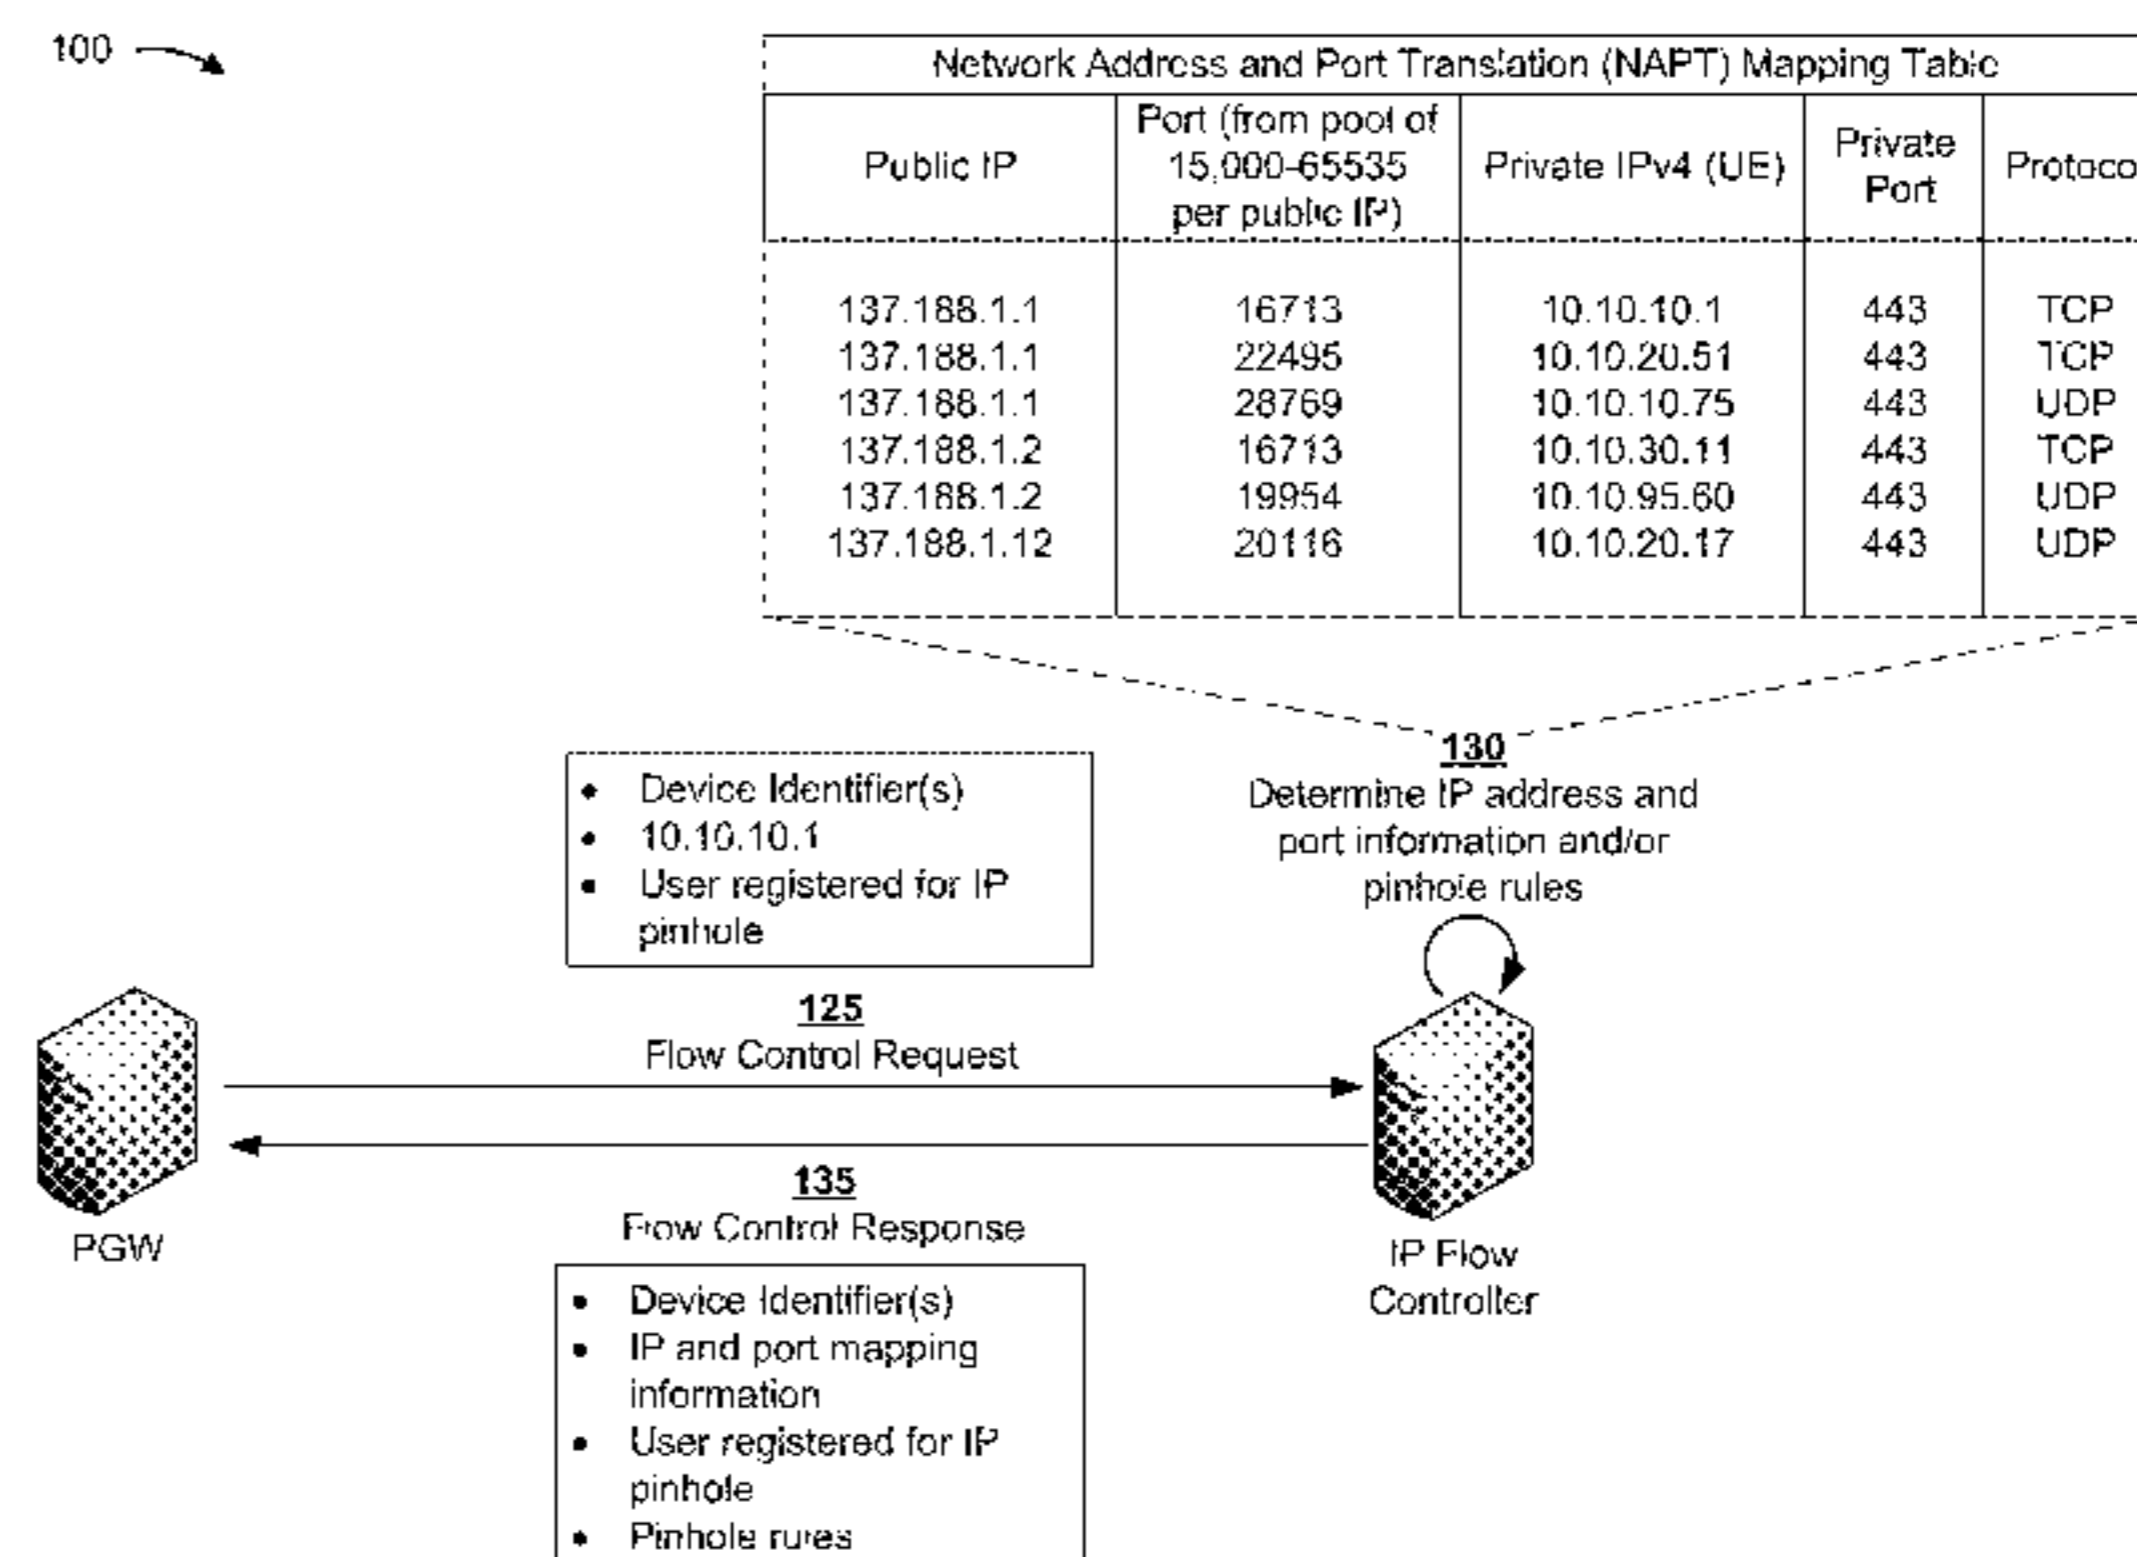 100
Network Address and Port Translation (NAPT) Mapping Table
Public IP
Port (from pool of
15,000-65535
per public IP)
Private IPv4 (UE)
Private
Port
Protoco
137.188.1.1 16713 10.10.10.1 443 TCP
137.188.1.1 22495 10.10.20.51 443 TCP
137.188.1.1 28769 10.10.10.75 443 UDP
137.188.1.2 16713 10.10.30.11 443 TCP
137.188.1.2 19954 10.10.95.60 443 UDP
137.188.1.12 20116 10.10.20.17 443 UDP
130
Determine IP address and
port information and/or
pinhole rules
• Device Identifier(s)
• 10.10.10.1
• User registered for IP
pinhole
125
Flow Control Request
135
Flow Control Response
PGW
IP Flow
Controller
• Device Identifier(s)
• IP and port mapping
information
• User registered for IP
pinhole
• Pinhole rules